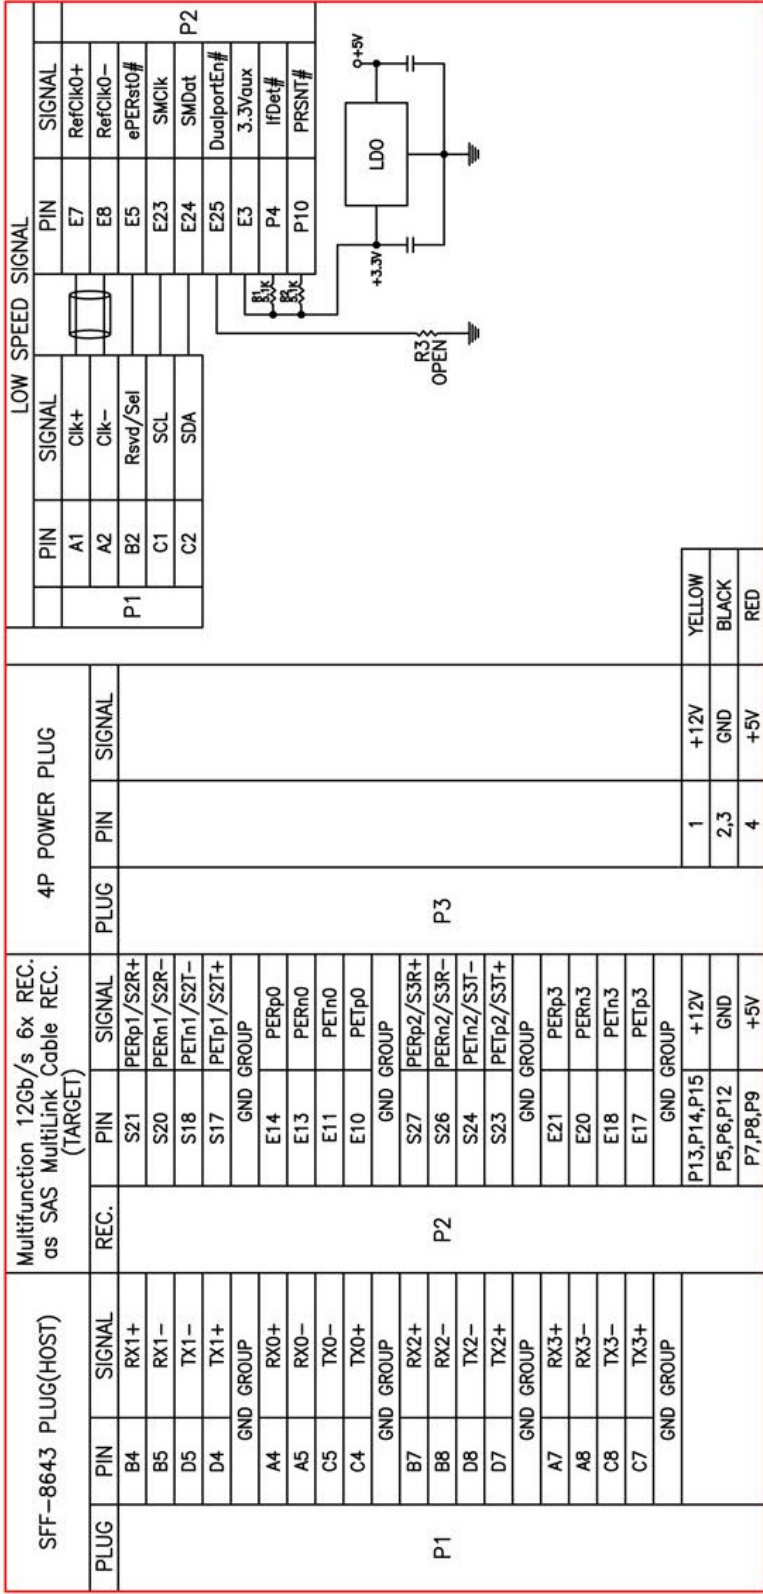 SFF-8643 PLUG(HOST)
Multifunction 12Gb/s 6x REC.
as SAS MultiLink Cable REC.
(TARGET)
4P POWER PLUG
PLUG PIN SIGNAL REC. PIN SIGNAL PLUG PIN SIGNAL
P1 P2 P3
B4 RX1+ S21 PERp1/S2R+
B5 RX1- S20 PERn1/S2R-
D5 TX1- S18 PETn1/S2T-
D4 TX1+ S17 PETp1/S2T+
GND GROUP GND GROUP
A4 RX0+ E14 PERp0
A5 RX0- E13 PERn0
C5 TX0- E11 PETn0
C4 TX0+ E10 PETp0
GND GROUP GND GROUP
B7 RX2+ S27 PERp2/S3R+
B8 RX2- S26 PERn2/S3R-
D8 TX2- S24 PETn2/S3T-
D7 TX2+ S23 PETp2/S3T+
GND GROUP GND GROUP
A7 RX3+ E21 PERp3
A8 RX3- E20 PERn3
C8 TX3- E18 PETn3
C7 TX3+ E17 PETp3
GND GROUP GND GROUP
P13,P14,P15 +12V 1 +12V YELLOW
P5,P6,P12 GND 2,3 GND BLACK
P7,P8,P9 +5V 4 +5V RED
LOW SPEED SIGNAL
PIN SIGNAL PIN SIGNAL
P1 P2
A1 Clk+ E7 RefClk0+
A2 Clk- E8 RefClk0-
B2 Rsvd/Sel E5 ePERst0#
C1 SCL E23 SMClk
C2 SDA E24 SMDat
E25 DualportEn#
E3 3.3Vaux
R1
5.1K
P4 IfDet#
R2
5.1K
P10 PRSNT#
+3.3V LDO +5V
R3
OPEN